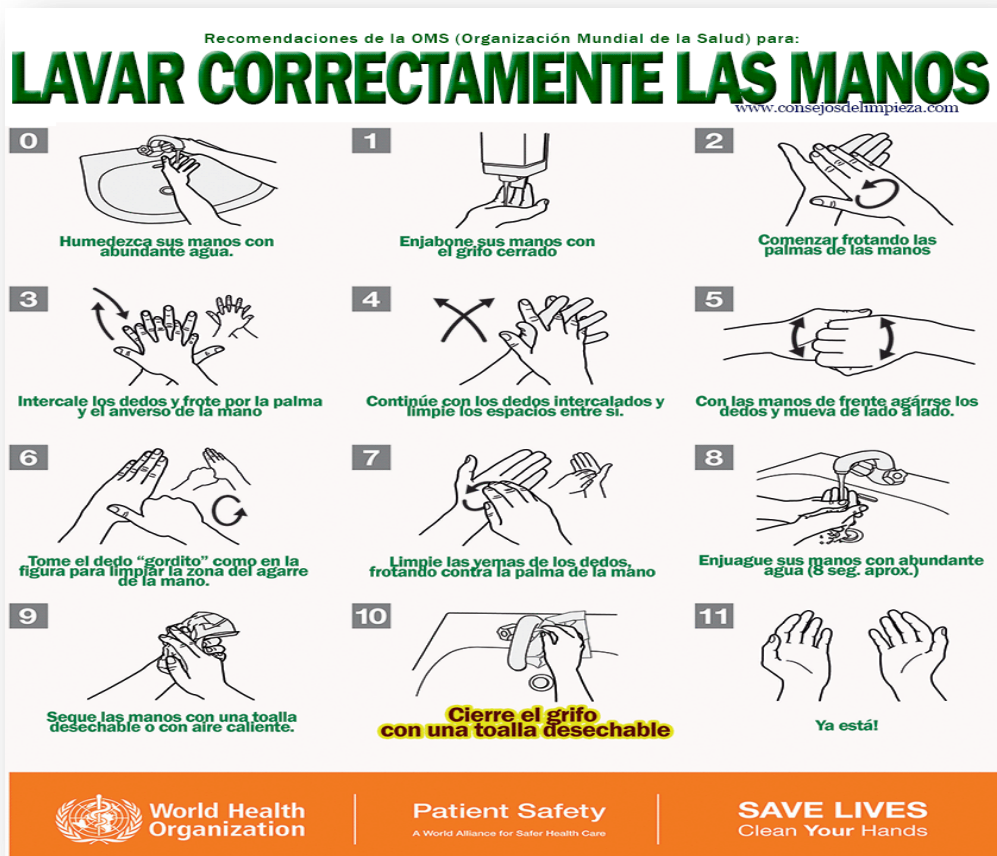 Recomendaciones de la OMS (Organización Mundial de la Salud) para:
LAVAR CORRECTAMENTE LAS MANOS
www.consejosdelimpieza.com
0
Humedezca sus manos con
abundante agua.
1
Enjabone sus manos con
el grifo cerrado
2
Comenzar frotando las
palmas de las manos
3
Intercale los dedos y frote por la palma
y el anverso de la mano
4
Continúe con los dedos intercalados y
limpie los espacios entre sí.
5
Con las manos de frente agárrse los
dedos y mueva de lado a lado.
6
Tome el dedo “gordito” como en la
figura para limpiar la zona del agarre
de la mano.
7
Limpie las yemas de los dedos,
frotando contra la palma de la mano
8
Enjuague sus manos con abundante
agua (8 seg. aprox.)
9
Seque las manos con una toalla
desechable o con aire caliente.
10
Cierre el grifo
con una toalla desechable
11
Ya está!
World Health
Organization
Patient Safety
A World Alliance for Safer Health Care
SAVE LIVES
Clean Your Hands